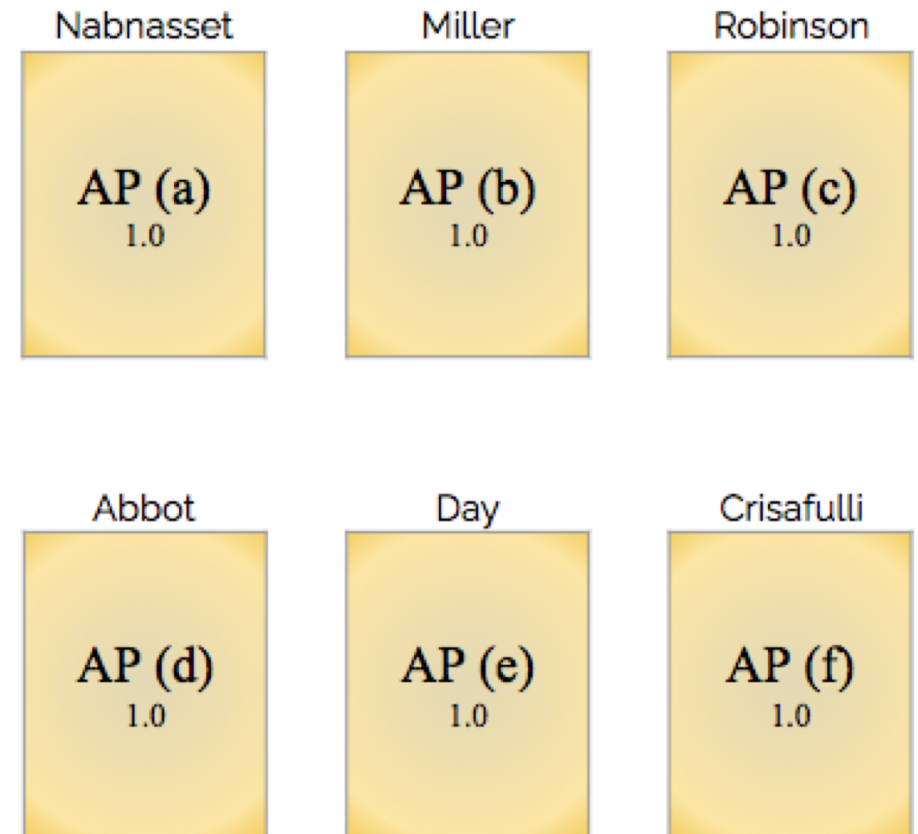 Nabnasset Miller Robinson
AP (a) AP (b) AP (c)
1.0 1.0 1.0
Abbot Day Crisafulli
AP (d) AP (e) AP (f)
1.0 1.0 1.0